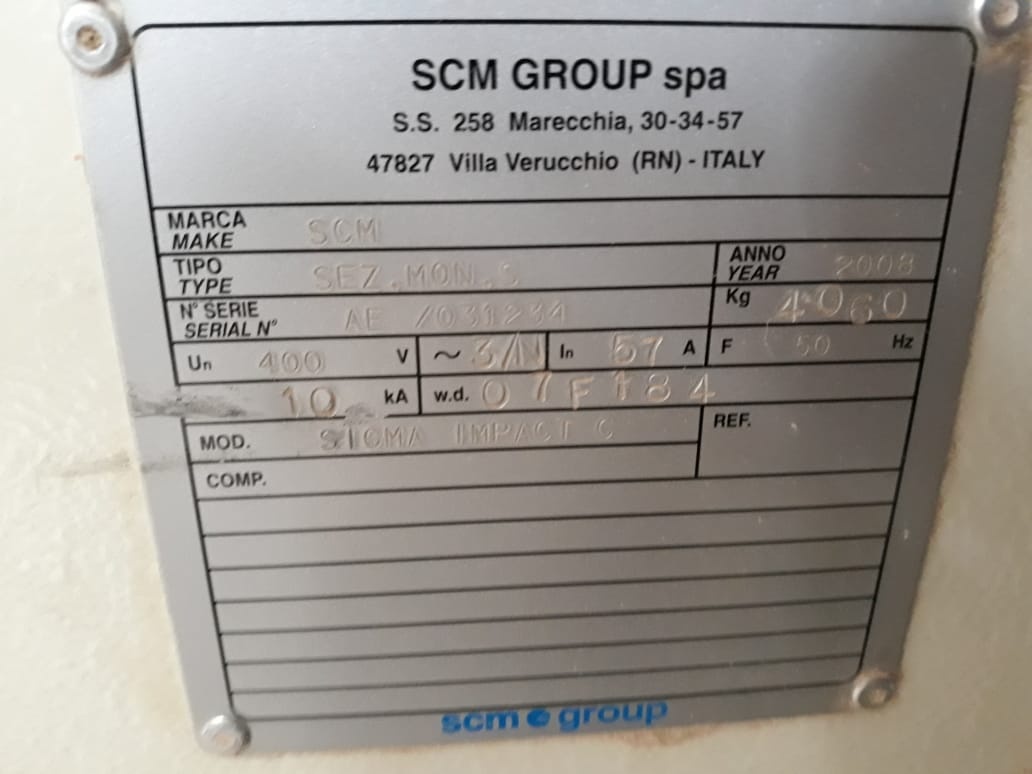 SCM GROUP spa
S.S. 258 Marecchia, 30-34-57
47827 Villa Verucchio (RN) - ITALY
MARCA
MAKE SCM
TIPO
TYPE SEZ.MON.S
ANNO
YEAR 2008
N° SERIE
SERIAL N° AE /031234
Kg 4060
Un 400 V ~ 3/N In 57 A F 50 Hz
10 kA w.d. 07F184
MOD. SIGMA IMPACT C REF.
COMP.
scm group